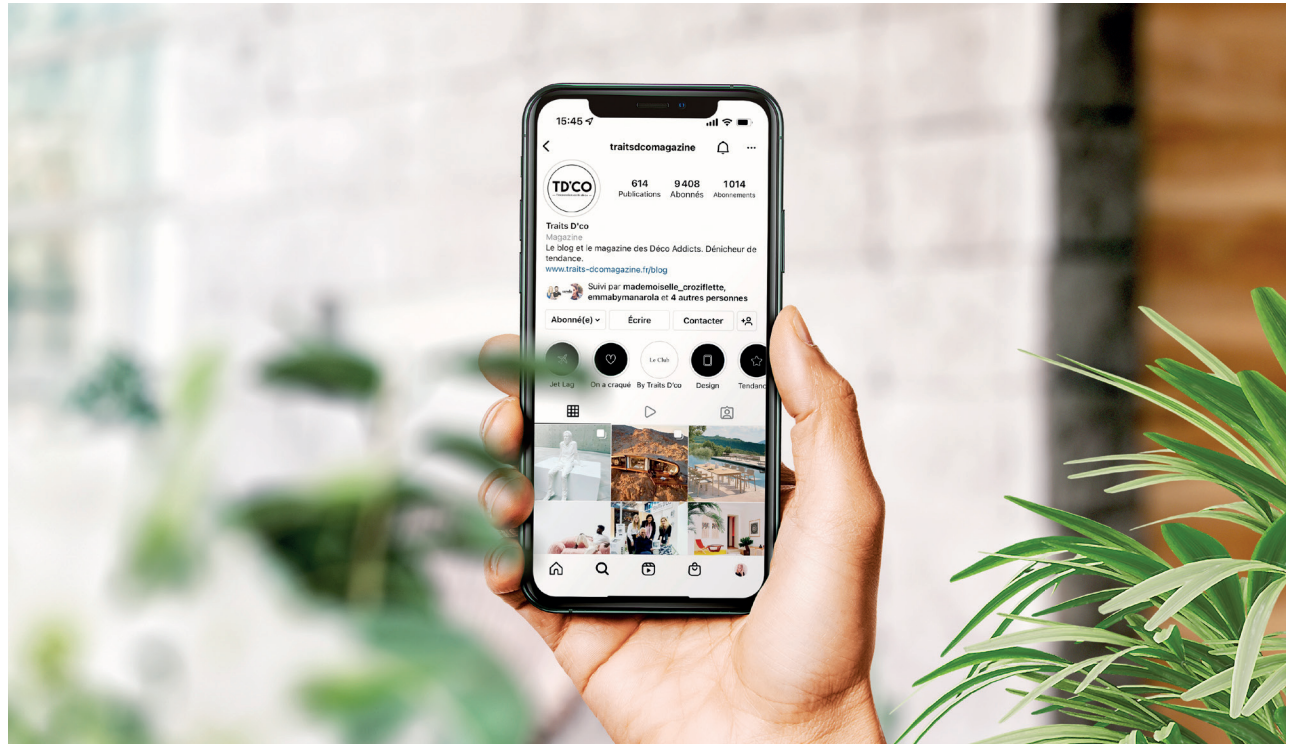 15:45
traitsdcomagazine
TD'CO
614 9 408 1 014
Publications Abonnés Abonnements
Traits D'co
Magazine
Le blog et le magazine des Déco Addicts. Dénicheur de
tendance.
www.traits-dcomagazine.fr/blog
Suivi par mademoiselle_croziflette,
emmabymanarola et 4 autres personnes
Abonné(e) Écrire Contacter
Le Club
Jet Lag On a craqué By Traits D'co Design Tendanc